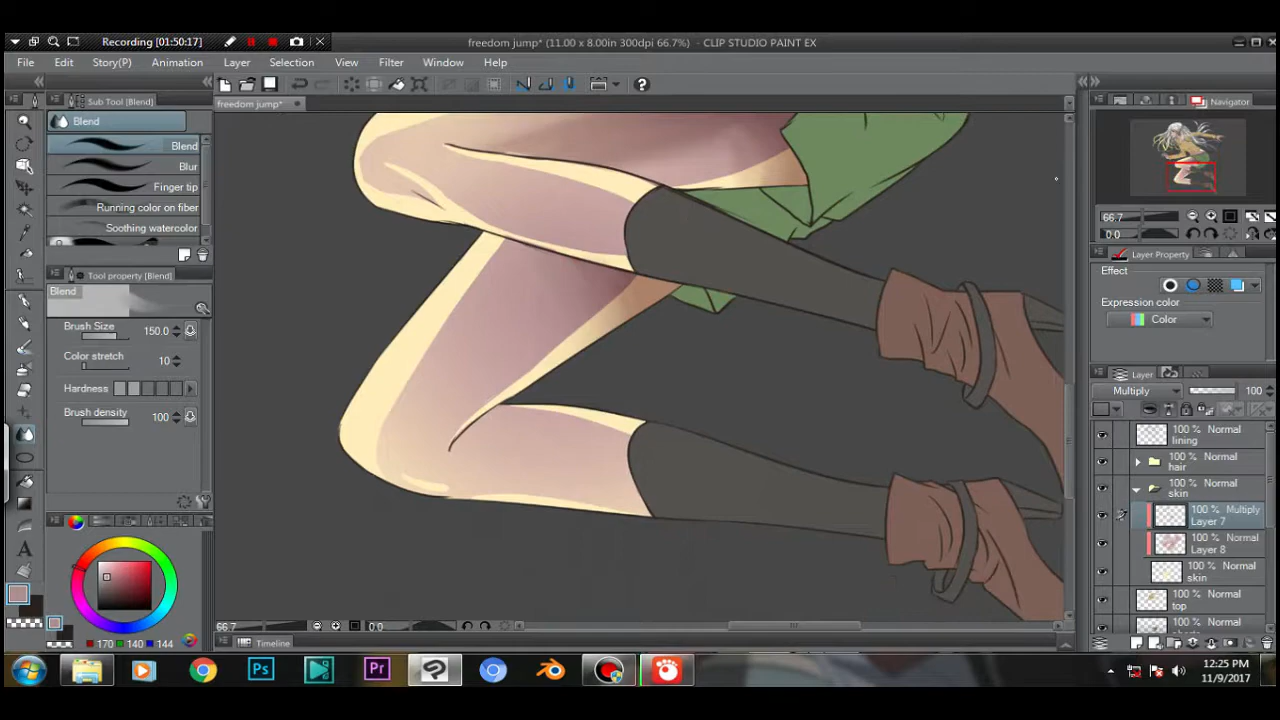 Recording [01:50:17]
freedom jump* (11.00 x 8.00in 300dpi 66.7%) - CLIP STUDIO PAINT EX
File Edit Story(P) Animation Layer Selection View Filter Window Help
Sub Tool [Blend]
freedom jump*
Navigator
Blend
Blend
Blur
Finger tip
Running color on fiber
Soothing watercolor
66.7
0.0
Tool property [Blend]
Blend
Brush Size 150.0
Color stretch 10
Hardness
Brush density 100
Layer Property
Effect
Expression color
Color
Layer
Multiply 100
100 % Normal
lining
100 % Normal
hair
100 % Normal
skin
100 % Multiply
Layer 7
100 % Normal
Layer 8
100 % Normal
skin
100 % Normal
top
100 % Normal
66.7 0.0
Timeline
170 140 144
Ps Pr
12:25 PM
11/9/2017